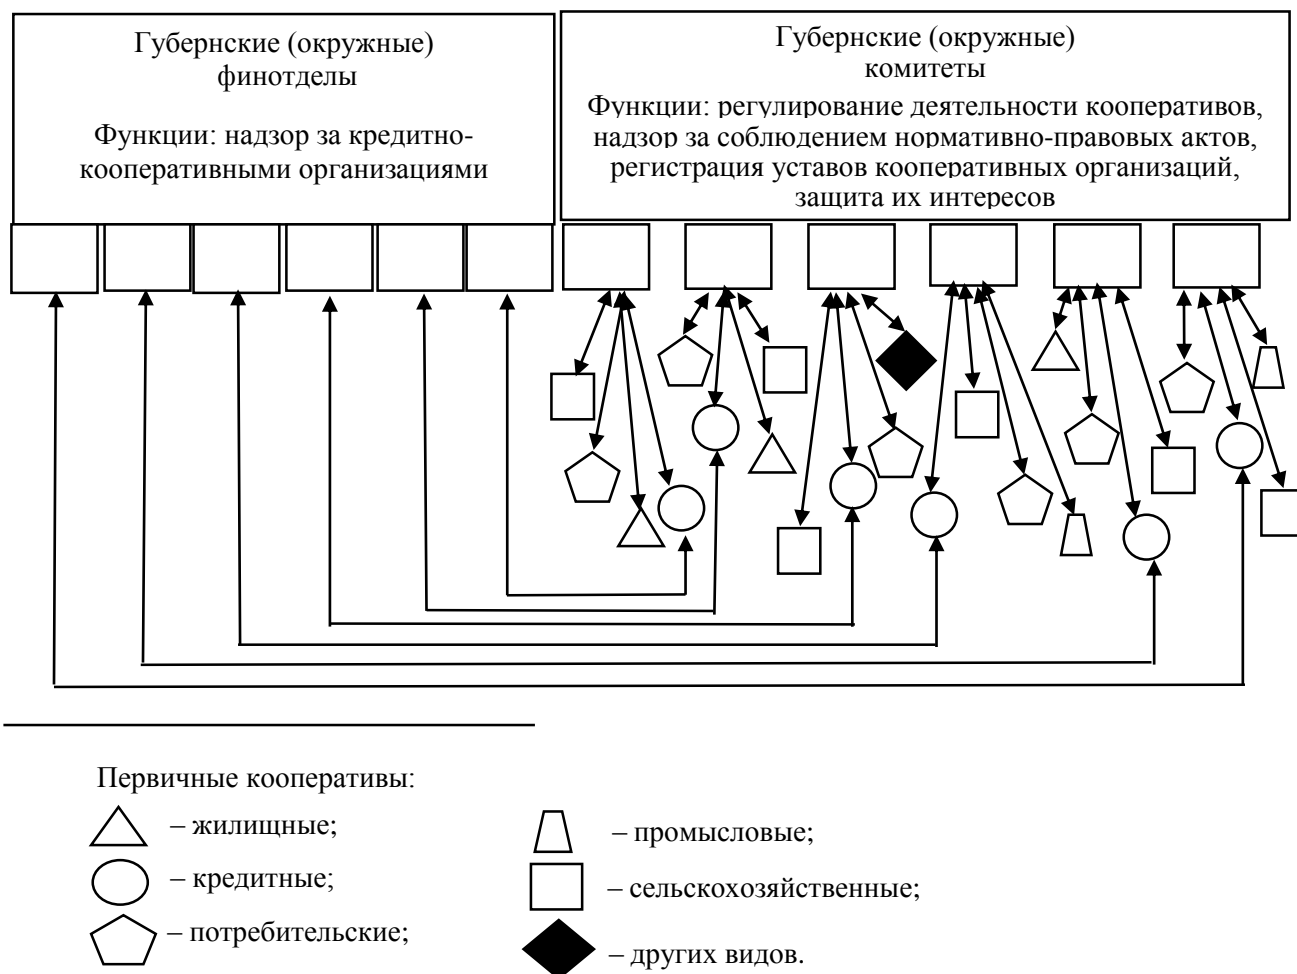 Губернские (окружные)
финотделы
Функции: надзор за кредитно-
кооперативными организациями
Губернские (окружные)
комитеты
Функции: регулирование деятельности кооперативов,
надзор за соблюдением нормативно-правовых актов,
регистрация уставов кооперативных организаций,
защита их интересов
Первичные кооперативы:
– жилищные;
– кредитные;
– потребительские;
– промысловые;
– сельскохозяйственные;
– других видов.